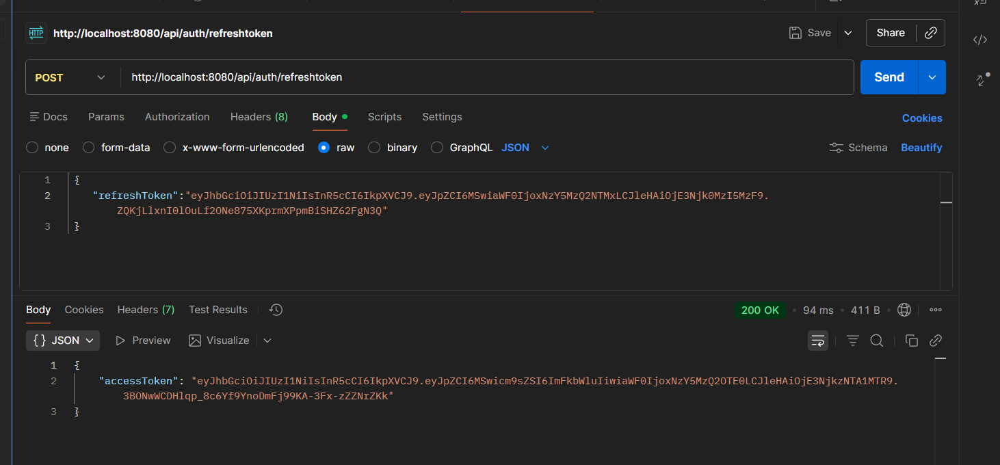 HTTP http://localhost:8080/api/auth/refreshtoken Save Share
POST http://localhost:8080/api/auth/refreshtoken Send
Docs Params Authorization Headers (8) Body Scripts Settings Cookies
none form-data x-www-form-urlencoded raw binary GraphQL JSON Schema Beautify
1 {
2 "refreshToken":"eyJhbGciOiJIUzI1NiIsInR5cCI6IkpXVCJ9.eyJpZCI6MSwiaWF0IjoxNzY5MzQ2NTMxLCJleHAiOjE3Njk0MzI5MzF9.
ZQKjLlxnI0lOuLf2ONe875XKprmXPpmBiSHZ62FgN3Q"
3 }
Body Cookies Headers (7) Test Results 200 OK • 94 ms • 411 B •
{} JSON Preview Visualize
1 {
2 "accessToken": "eyJhbGciOiJIUzI1NiIsInR5cCI6IkpXVCJ9.eyJpZCI6MSwicm9sZSI6ImFkbWluIiwiaWF0IjoxNzY5MzQ2OTE0LCJleHAiOjE3NjkzNTA1MTR9.
3BONwWCDHlqp_8c6Yf9YnoDmFj99KA-3Fx-zZZNrZKk"
3 }